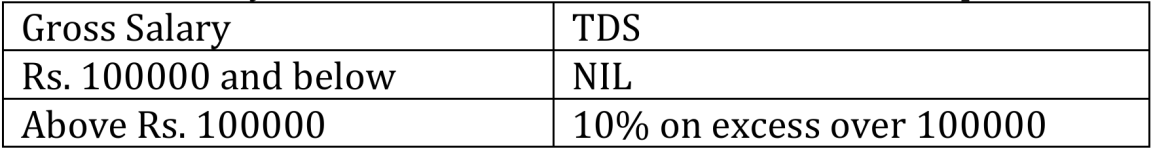 Gross Salary TDS
Rs. 100000 and below NIL
Above Rs. 100000 10% on excess over 100000